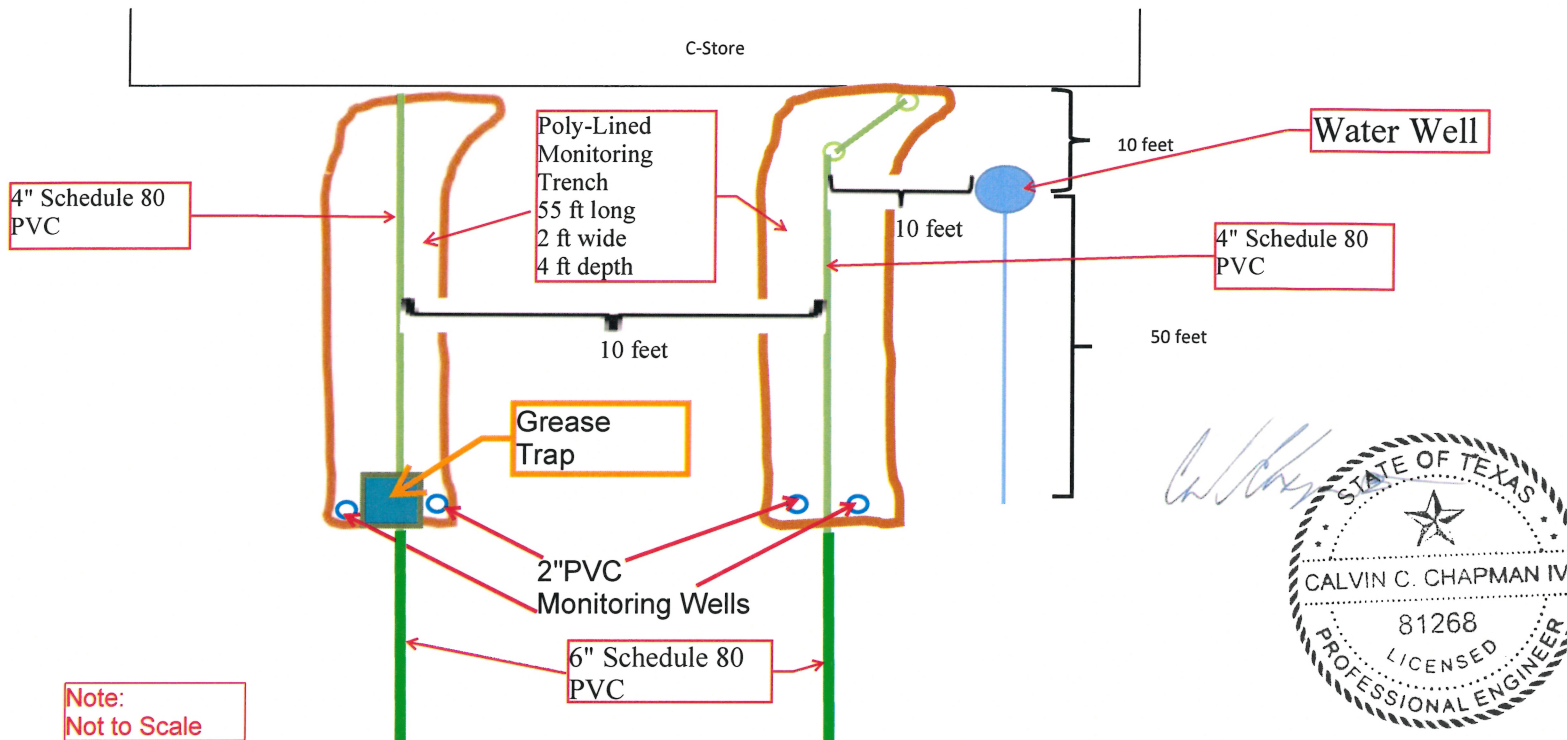 C-Store
Poly-Lined
Monitoring
Trench
55 ft long
2 ft wide
4 ft depth
10 feet
Water Well
4" Schedule 80
PVC
10 feet
4" Schedule 80
PVC
10 feet
50 feet
Grease
Trap
2"PVC
Monitoring Wells
6" Schedule 80
PVC
Note:
Not to Scale
STATE OF TEXAS
CALVIN C. CHAPMAN IV
81268
LICENSED
PROFESSIONAL ENGINEER